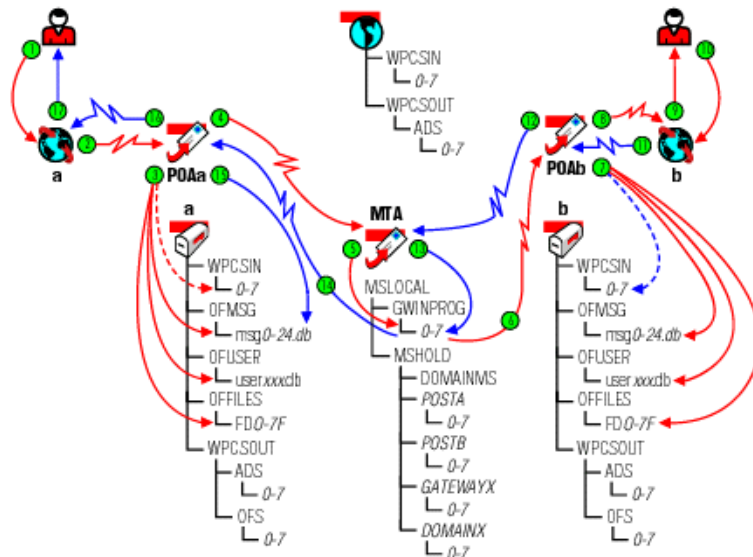 1
17
2
16
4
a
POAa
3
15
WPCSIN
0-7
WPCSOUT
ADS
0-7
10
9
12
8
11
b
POAb
7
a
WPCSIN
0-7
OFMSG
msg0-24.db
OFUSER
userxxx.db
OFFILES
FD0-7F
WPCSOUT
ADS
0-7
OFS
0-7
MTA
5
13
14
6
MSLOCAL
GWINPROG
0-7
MSHOLD
DOMAINMS
POSTA
0-7
POSTB
0-7
GATEWAYX
0-7
DOMAINX
0-7
b
WPCSIN
0-7
OFMSG
msg0-24.db
OFUSER
userxxx.db
OFFILES
FD0-7F
WPCSOUT
ADS
0-7
OFS
0-7